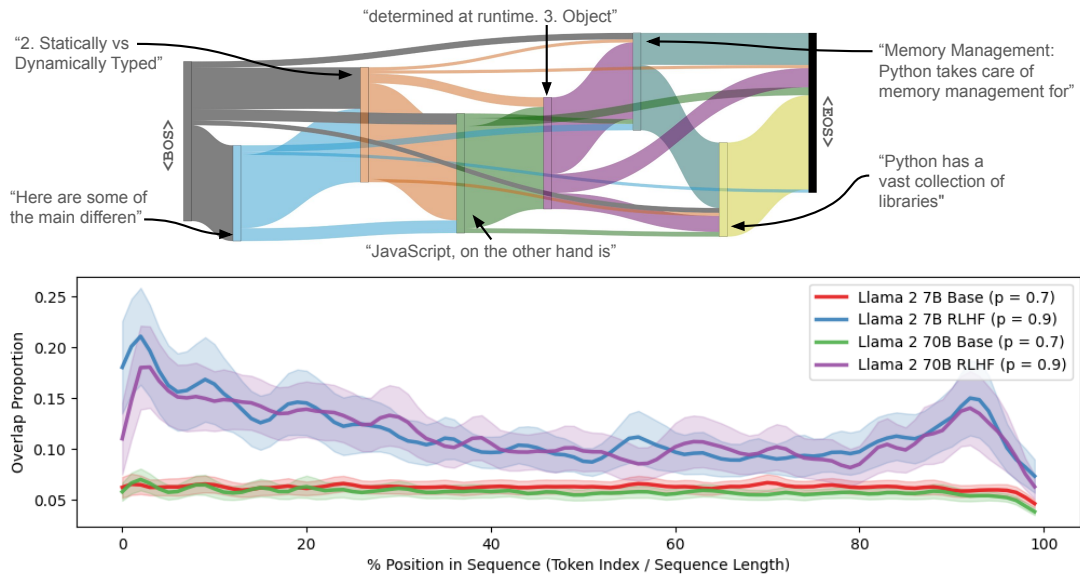 “determined at runtime. 3. Object”
“2. Statically vs
Dynamically Typed”
“Memory Management:
Python takes care of
memory management for”
<BOS>
<EOS>
“Here are some of
the main differen”
“Python has a
vast collection of
libraries"
“JavaScript, on the other hand is”
Overlap Proportion
0.25
0.20
0.15
0.10
0.05
Llama 2 7B Base (p = 0.7)
Llama 2 7B RLHF (p = 0.9)
Llama 2 70B Base (p = 0.7)
Llama 2 70B RLHF (p = 0.9)
0 20 40 60 80 100
% Position in Sequence (Token Index / Sequence Length)